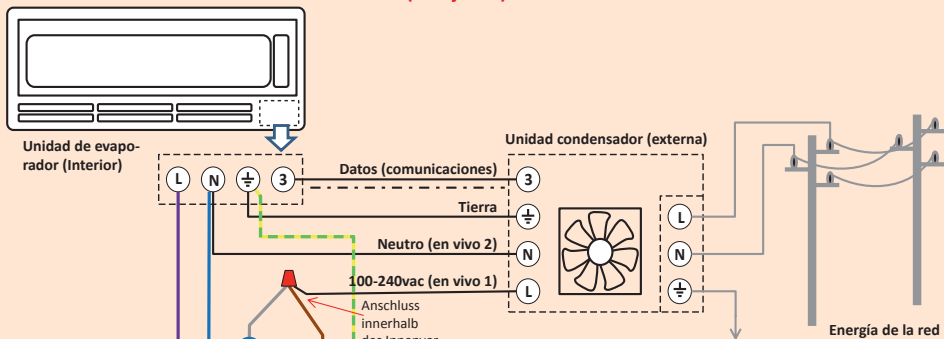 Unidad de evapo-
rador (Interior)
Unidad condensador (externa)
L N 3
Datos (comunicaciones)
3
Tierra
Neutro (en vivo 2)
N
100-240vac (en vivo 1)
L
L
N
Anschluss
innerhalb
Energía de la red